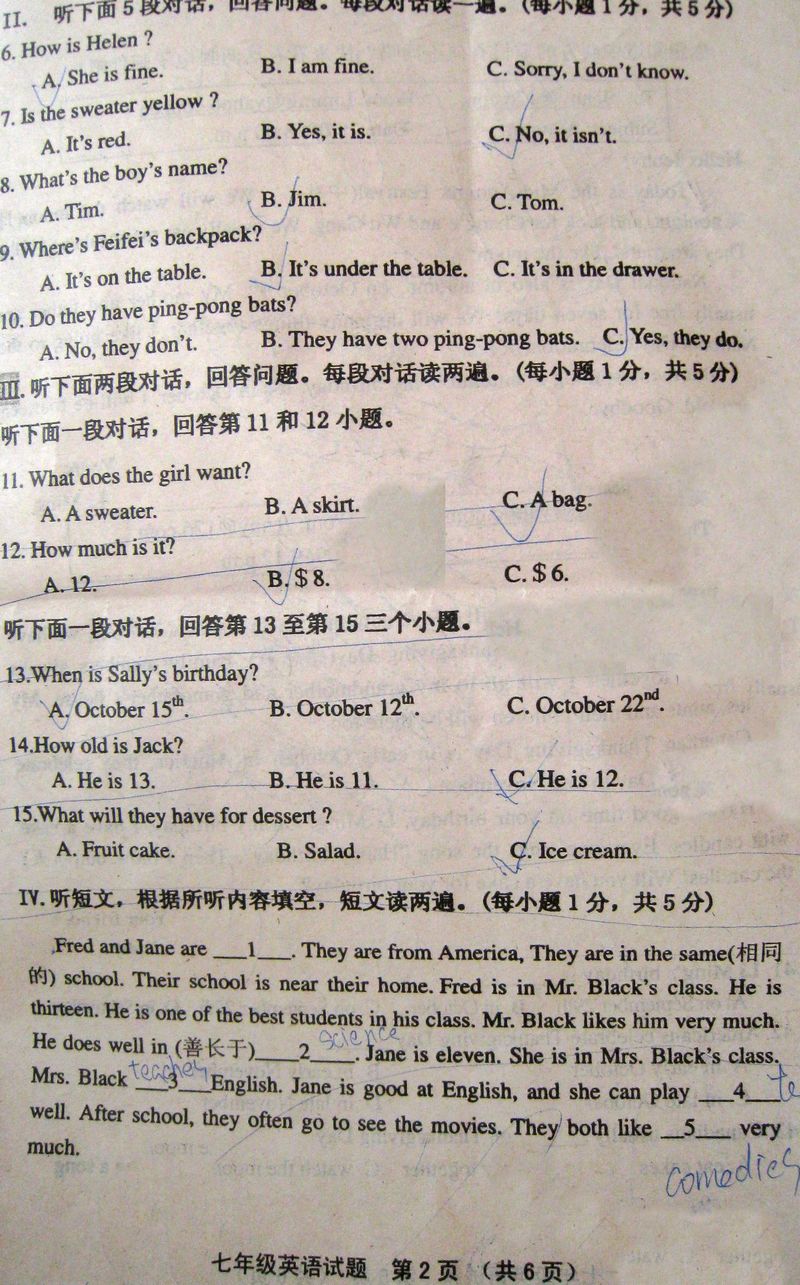 II. 听下面 5 段对话，回答问题。每段对话读一遍。(每小题 1 分，共 5 分)
6. How is Helen ?
A. She is fine. B. I am fine. C. Sorry, I don't know.
7. Is the sweater yellow ?
A. It's red. B. Yes, it is. C. No, it isn't.
8. What's the boy's name?
A. Tim. B. Jim. C. Tom.
9. Where's Feifei's backpack?
A. It's on the table. B. It's under the table. C. It's in the drawer.
10. Do they have ping-pong bats?
A. No, they don't. B. They have two ping-pong bats. C. Yes, they do.
III. 听下面两段对话，回答问题。每段对话读两遍。(每小题 1 分，共 5 分)
听下面一段对话，回答第 11 和 12 小题。
11. What does the girl want?
A. A sweater. B. A skirt. C. A bag.
12. How much is it?
A. 12. B. $ 8. C. $ 6.
听下面一段对话，回答第 13 至第 15 三个小题。
13.When is Sally's birthday?
A. October 15th. B. October 12th. C. October 22nd.
14.How old is Jack?
A. He is 13. B. He is 11. C. He is 12.
15.What will they have for dessert ?
A. Fruit cake. B. Salad. C. Ice cream.
IV. 听短文，根据所听内容填空，短文读两遍。(每小题 1 分，共 5 分)
Fred and Jane are ___1___. They are from America, They are in the same(相同
的) school. Their school is near their home. Fred is in Mr. Black's class. He is
thirteen. He is one of the best students in his class. Mr. Black likes him very much.
He does well in (善长于)____2____. Jane is eleven. She is in Mrs. Black's class.
science
Mrs. Black ___3___English. Jane is good at English, and she can play ___4___
teaches te
well. After school, they often go to see the movies. They both like __5___ very
much.
comedies
七年级英语试题 第 2 页 （共 6 页）